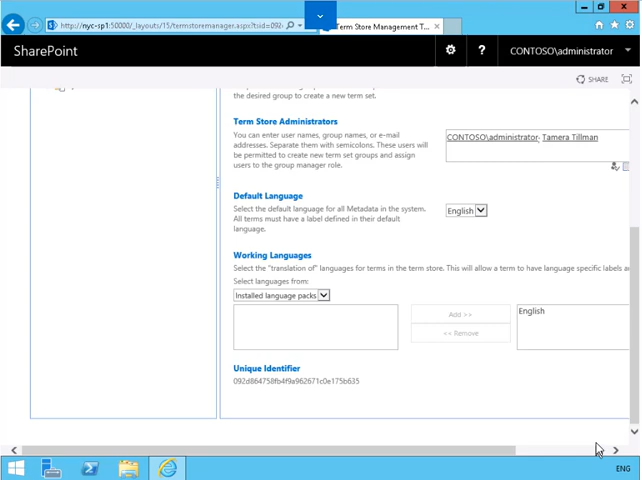 http://nyc-sp1:50000/_layouts/15/termstoremanager.aspx?tsid=092
Term Store Management T...
SharePoint
?
CONTOSO\administrator
SHARE
the desired group to create a new term set.
Term Store Administrators
You can enter user names, group names, or e-mail
addresses. Separate them with semicolons. These users will
be permitted to create new term set groups and assign
users to the group manager role.
CONTOSO\administrator; Tamera Tillman
Default Language
Select the default language for all Metadata in the system.
All terms must have a label defined in their default
language.
English
Working Languages
Select the "translation of" languages for terms in the term store. This will allow a term to have language specific labels
Select languages from:
Installed language packs
Add >>
<< Remove
English
Unique Identifier
092d864758fb4f9a962671c0e175b635
ENG